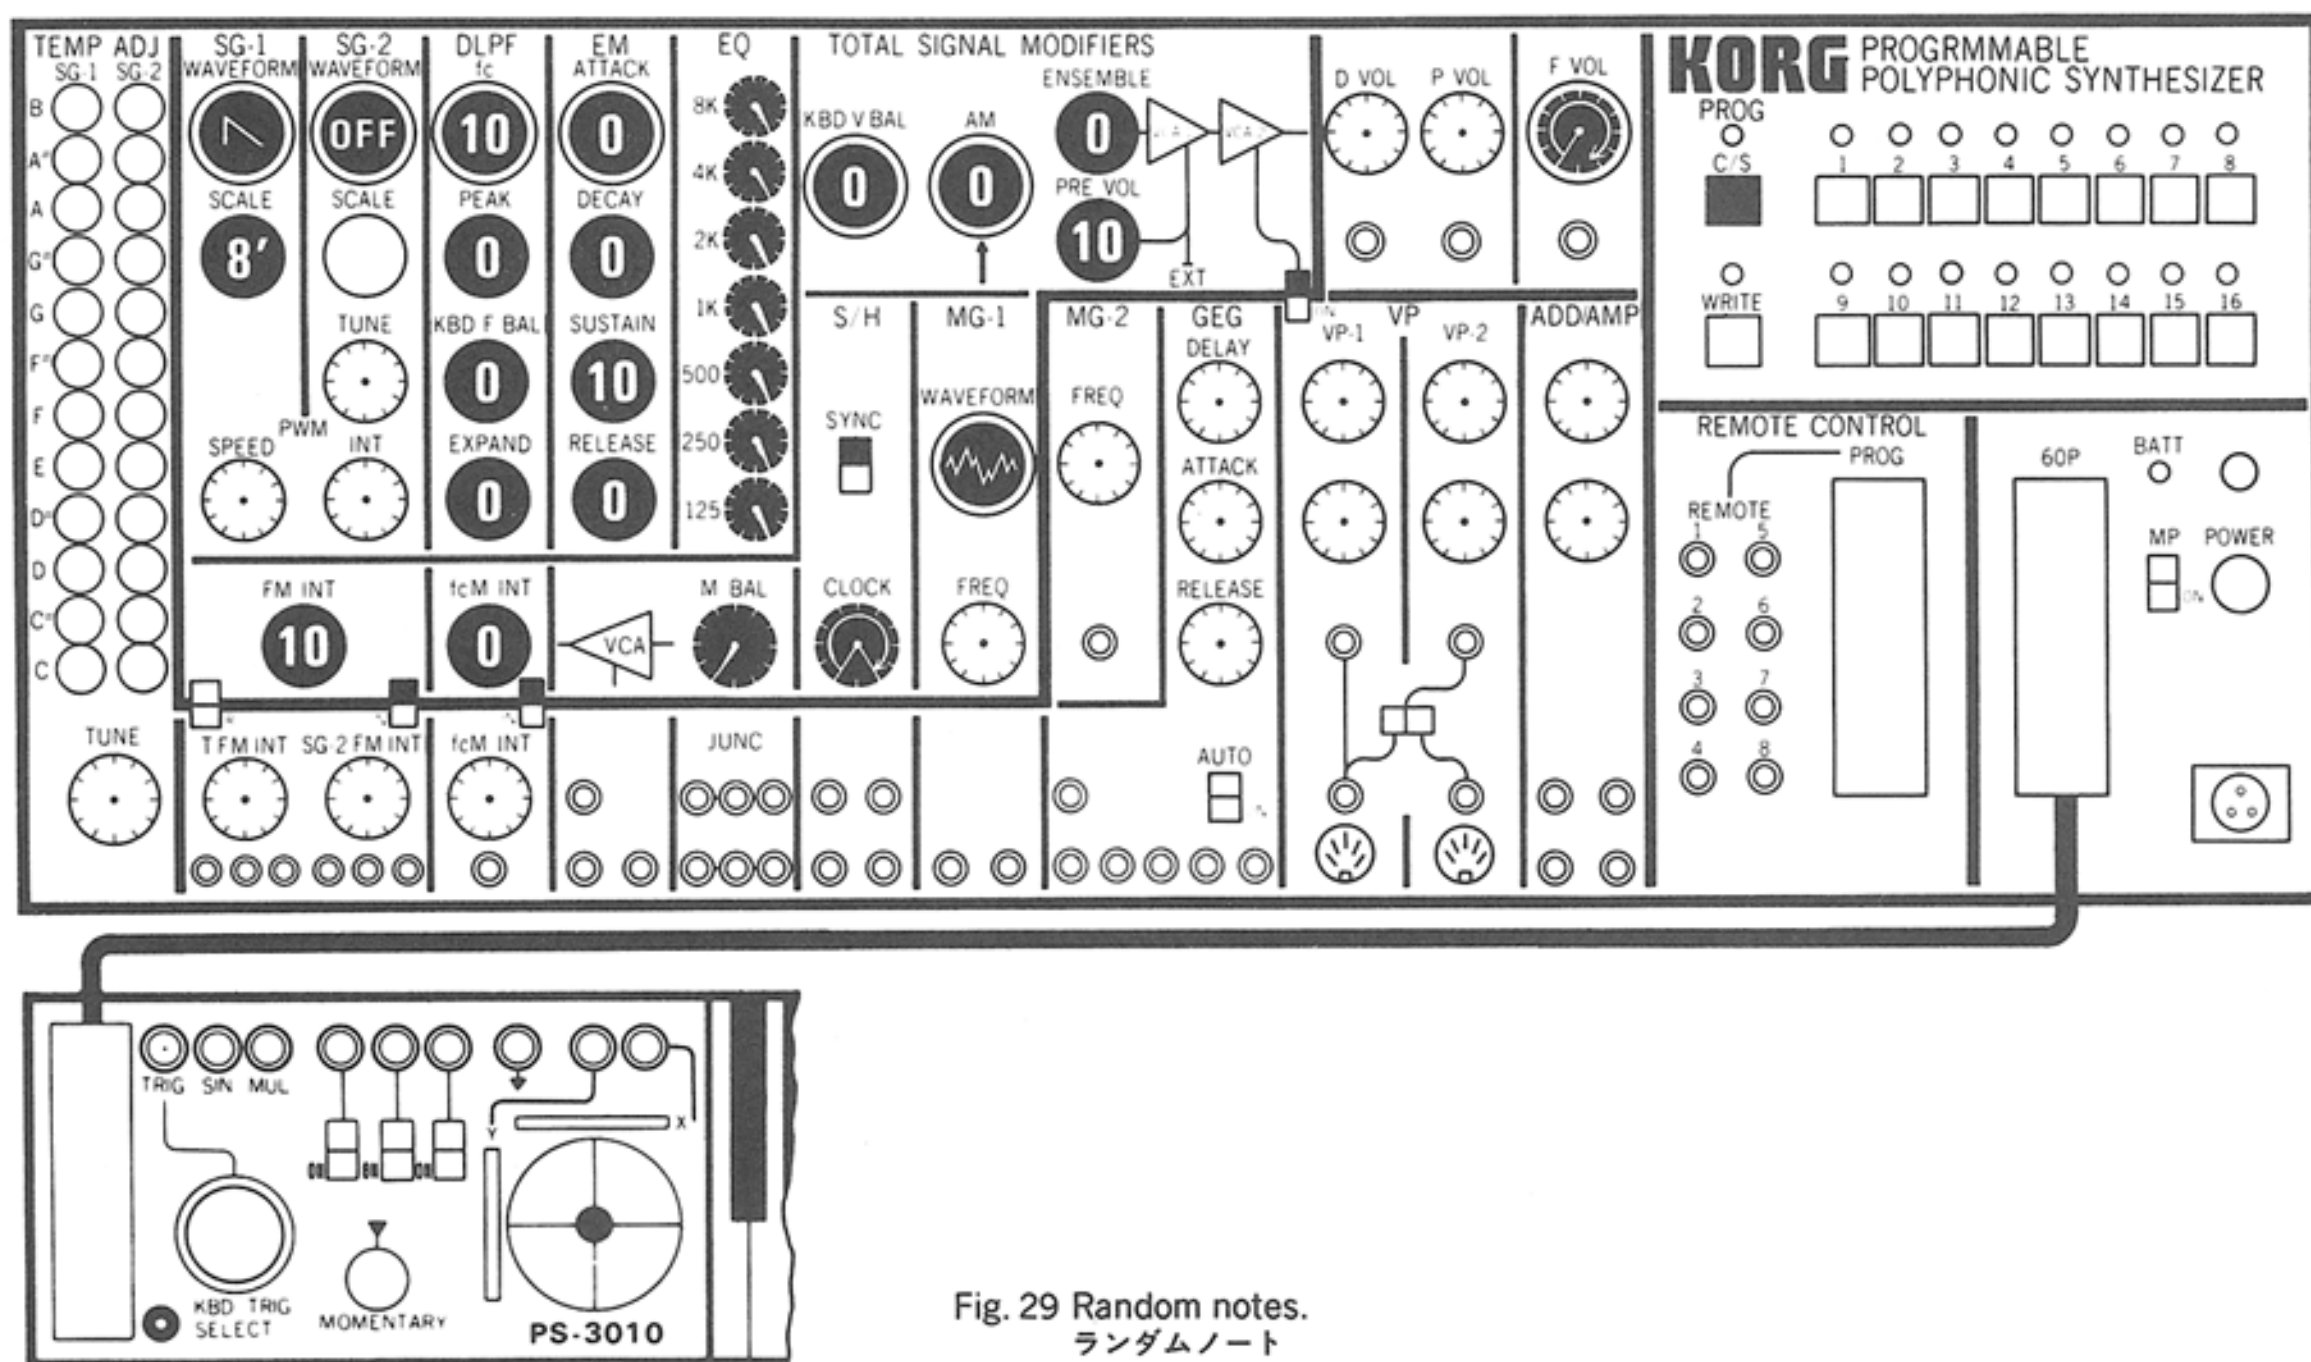 TEMP ADJ
SG-1 SG-2
B
A#
A
G#
G
F#
F
E
D#
D
C#
C
TUNE
SG-1
WAVEFORM
SCALE
8'
SPEED
PWM
SG-2
WAVEFORM
OFF
SCALE
TUNE
INT
DLPF
fc
10
PEAK
0
KBD F BAL
0
EXPAND
0
EM
ATTACK
0
DECAY
0
SUSTAIN
10
RELEASE
0
EQ
8K
4K
2K
1K
500
250
125
TOTAL SIGNAL MODIFIERS
KBD V BAL
0
AM
0
ENSEMBLE
0
PRE VOL
10
VCA
VCA-2
EXT
D VOL
P VOL
F VOL
FM INT
10
fcM INT
0
VCA
M BAL
S/H
SYNC
CLOCK
MG-1
WAVEFORM
FREQ
MG-2
FREQ
GEG
DELAY
ATTACK
RELEASE
AUTO
VP
VP-1
VP-2
ADD/AMP
ON
T FM INT
SG-2 FM INT
fcM INT
JUNC
KORG PROGRMMABLE
POLYPHONIC SYNTHESIZER
PROG
C/S
1 2 3 4 5 6 7 8
WRITE
9 10 11 12 13 14 15 16
REMOTE CONTROL
PROG
REMOTE
1 5
2 6
3 7
4 8
60P
BATT
MP
ON
POWER
TRIG SIN MUL
ON ON ON
Y
X
KBD TRIG
SELECT
MOMENTARY
PS-3010
Fig. 29 Random notes.
ランダムノート